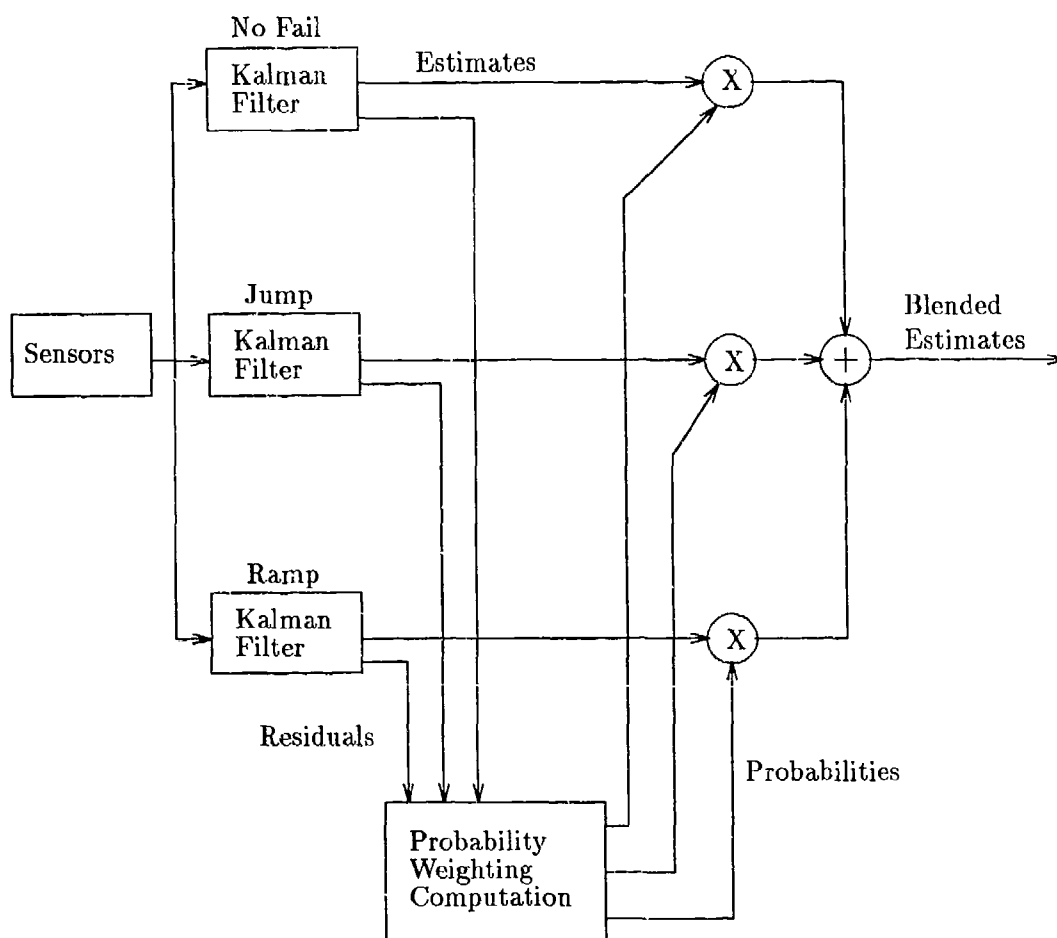 No Fail
Kalman
Filter
Estimates
X
Jump
Sensors
Kalman
Filter
X
+
Blended
Estimates
Ramp
Kalman
Filter
X
Residuals
Probabilities
Probability
Weighting
Computation